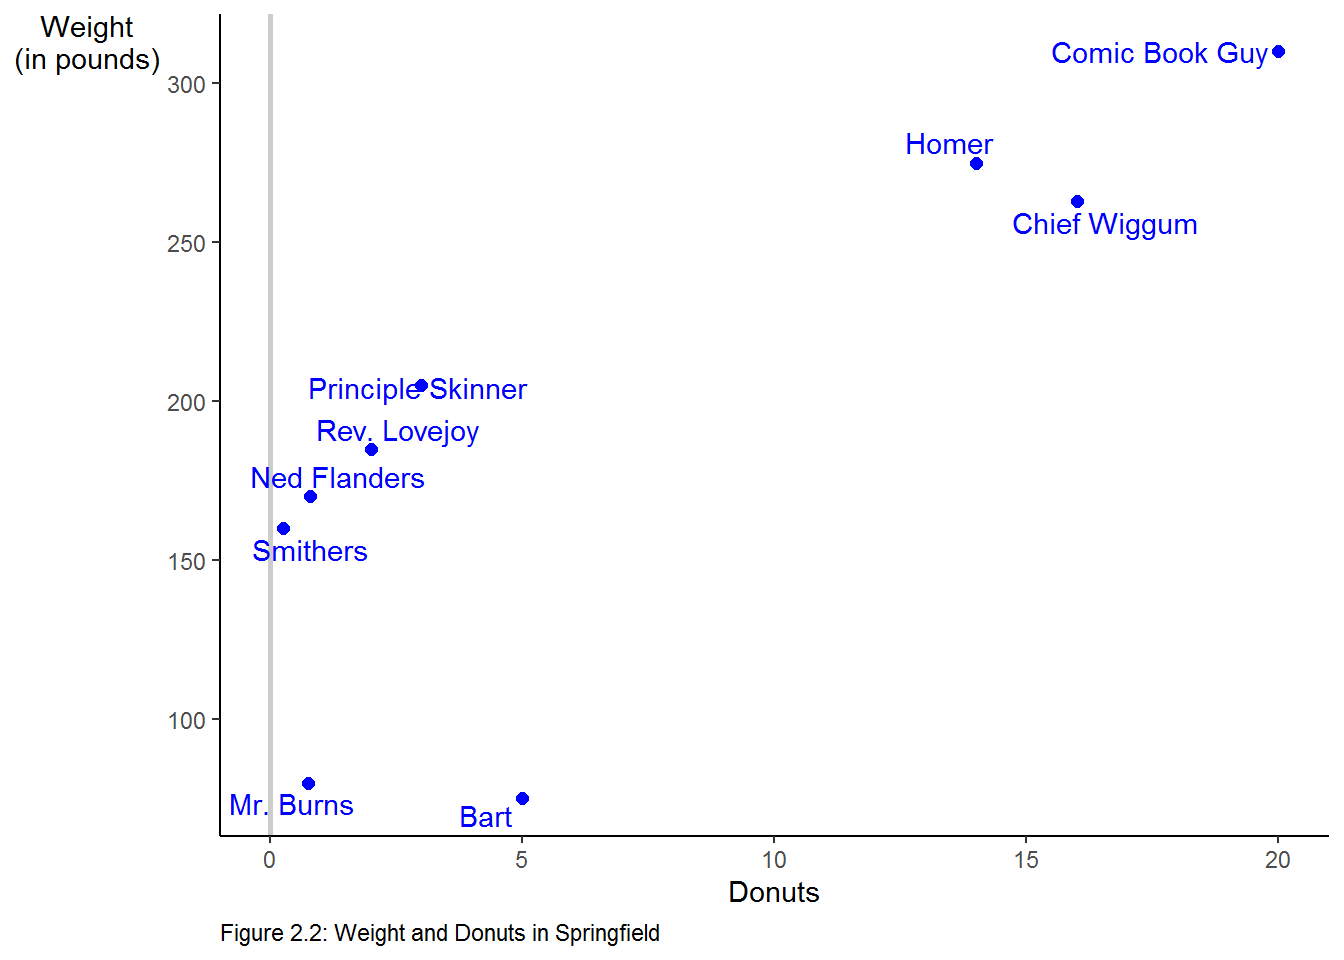 Weight
(in pounds)
300
250
200
150
100
Comic Book Guy
Homer
Chief Wiggum
Principle Skinner
Rev. Lovejoy
Ned Flanders
Smithers
Mr. Burns
Bart
0 5 10 15 20
Donuts
Figure 2.2: Weight and Donuts in Springfield